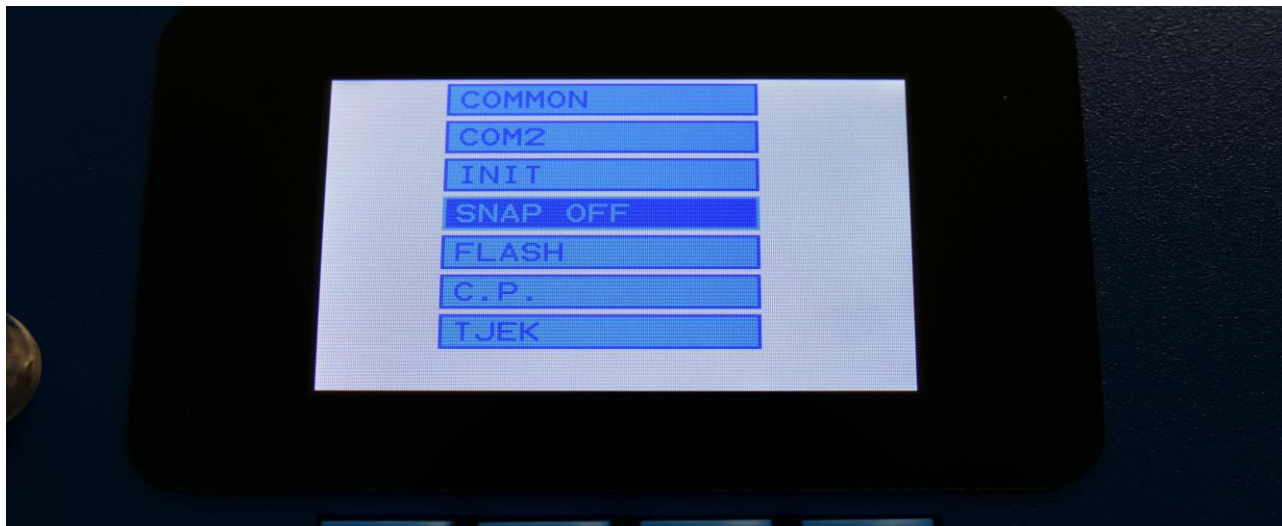 COMMON
COM2
INIT
SNAP OFF
FLASH
C.P.
TJEK